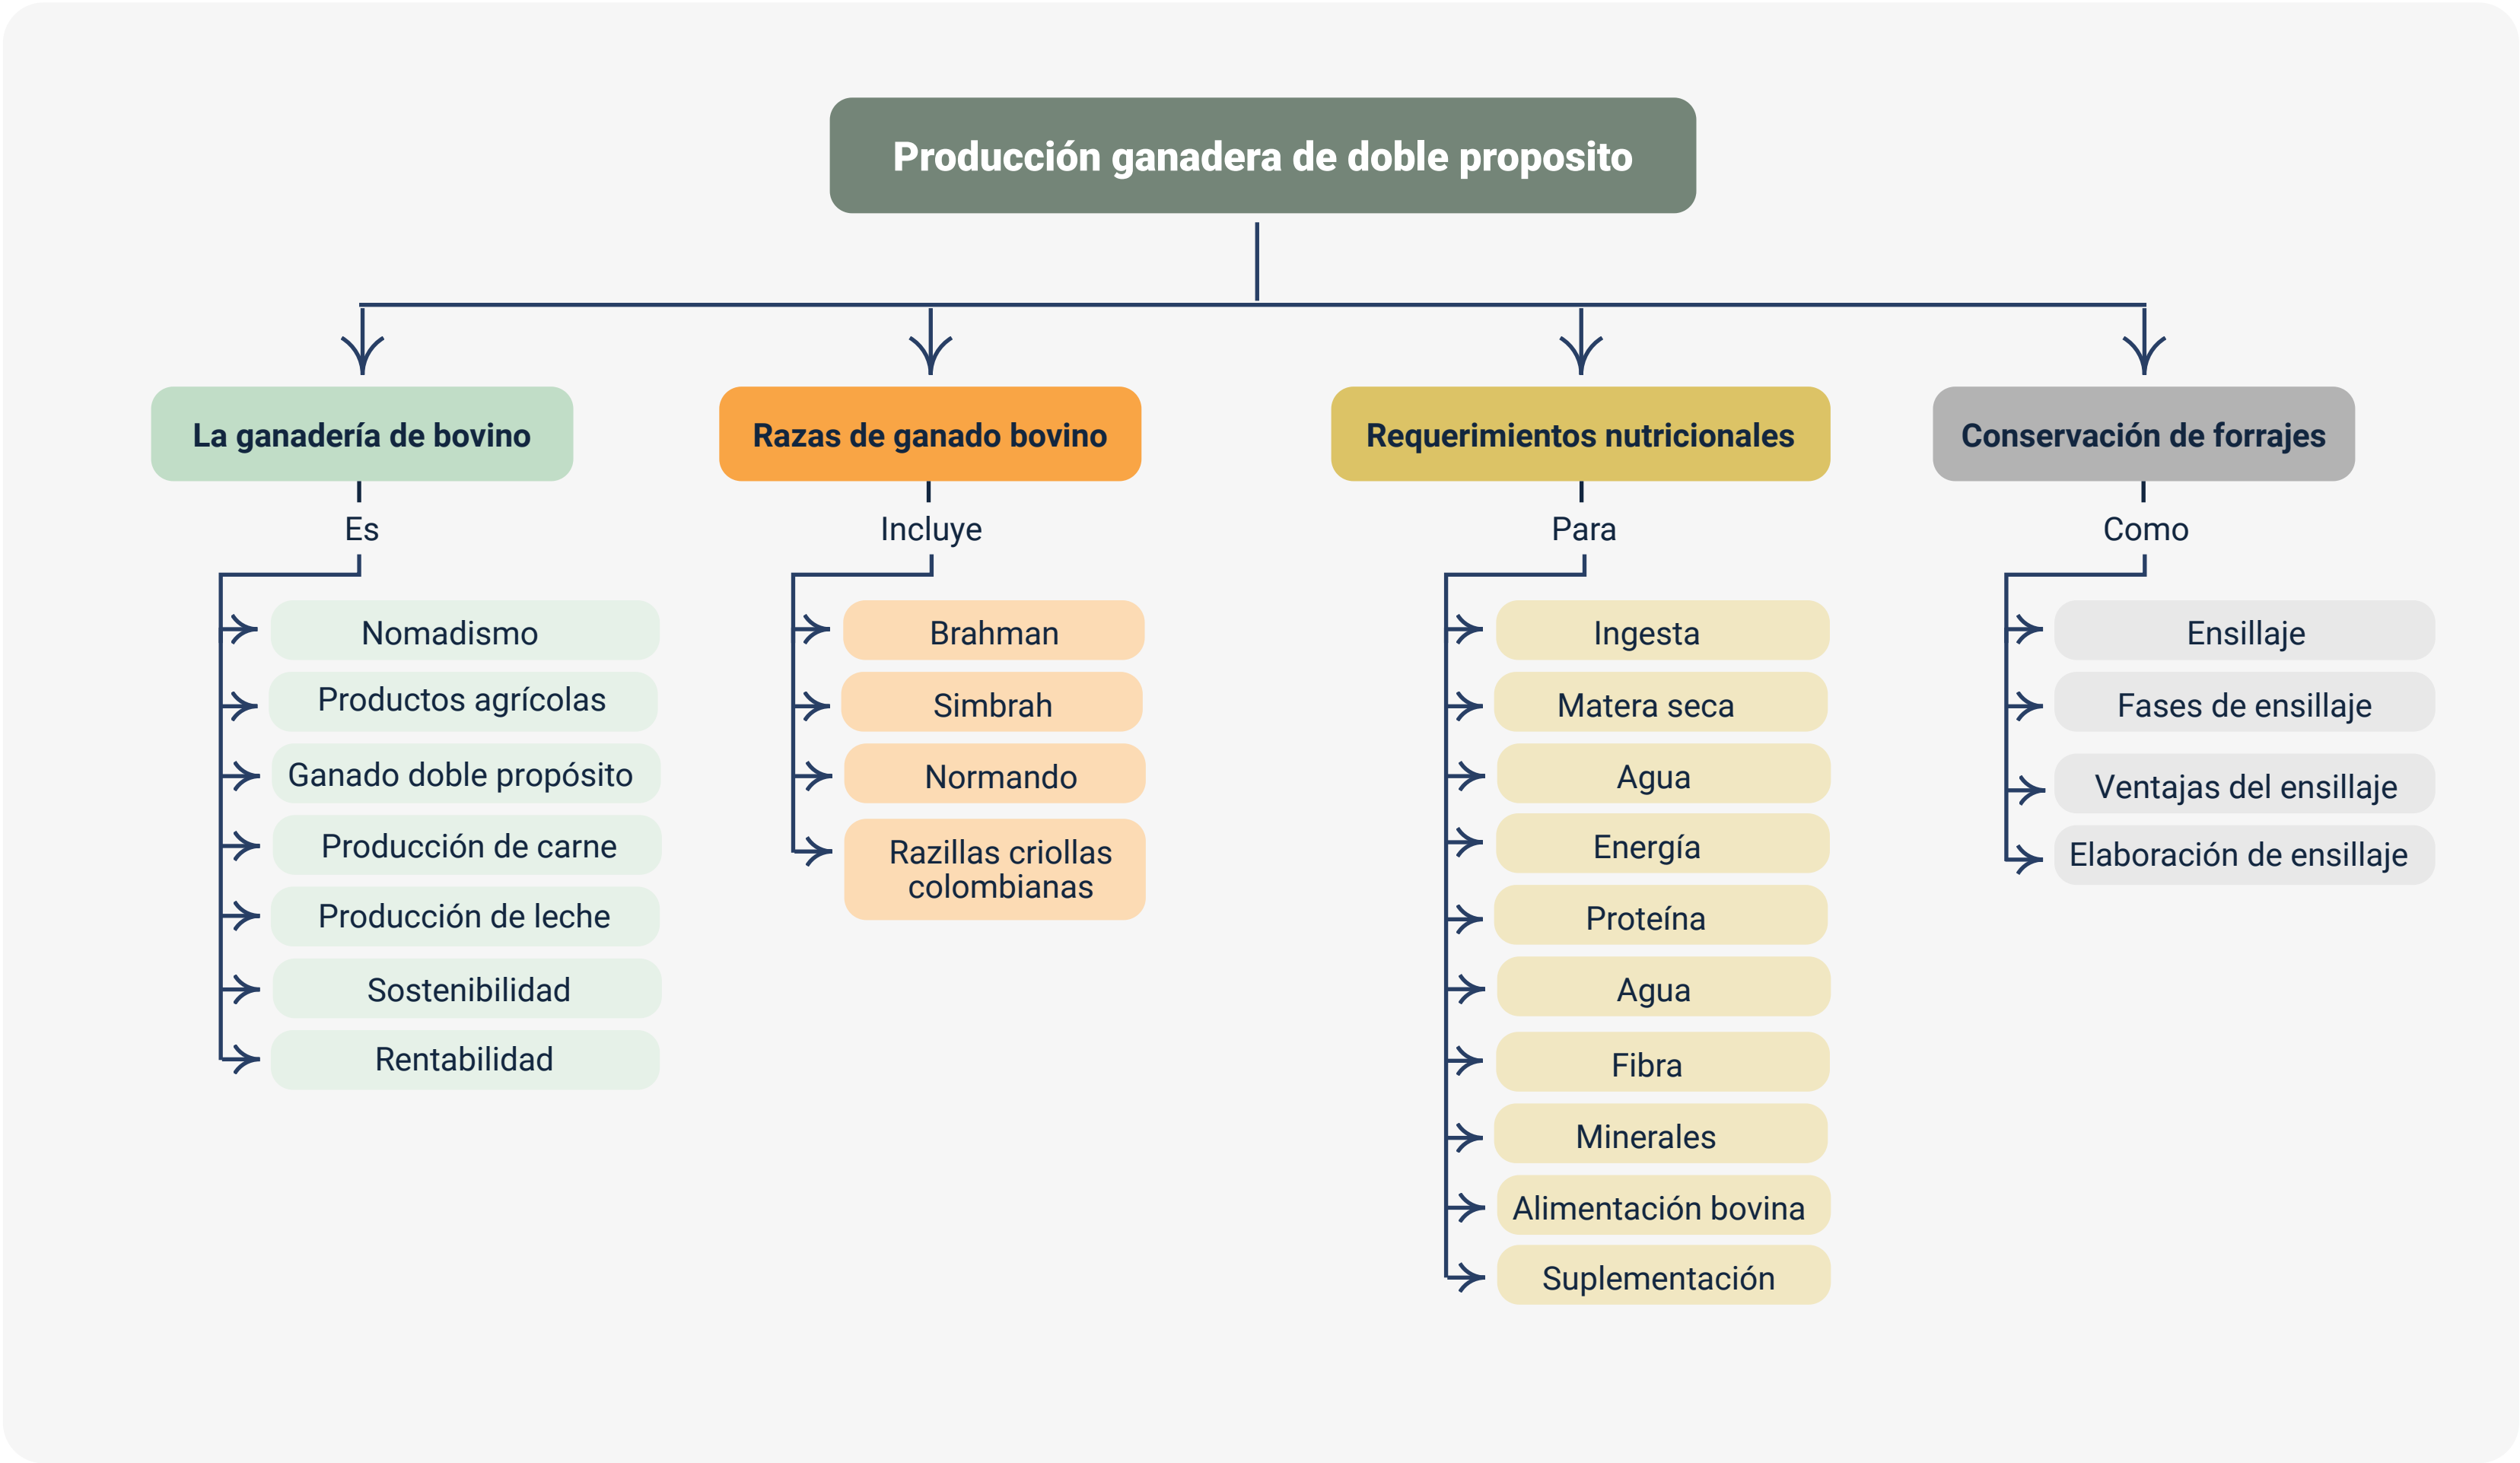 Producción ganadera de doble proposito
La ganadería de bovino
Es
Nomadismo
Productos agrícolas
Ganado doble propósito
Producción de carne
Producción de leche
Sostenibilidad
Rentabilidad
Razas de ganado bovino
Incluye
Brahman
Simbrah
Normando
Razillas criollas
colombianas
Requerimientos nutricionales
Para
Ingesta
Matera seca
Agua
Energía
Proteína
Agua
Fibra
Minerales
Alimentación bovina
Suplementación
Conservación de forrajes
Como
Ensillaje
Fases de ensillaje
Ventajas del ensillaje
Elaboración de ensillaje